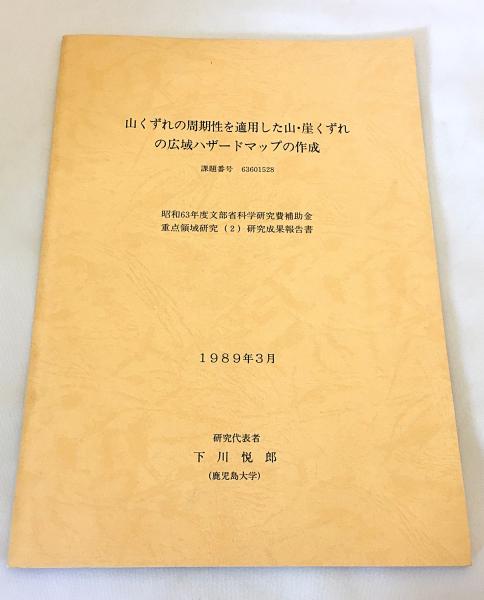 山くずれの周期性を適用した山・崖くずれ
の広域ハザードマップの作成
課題番号 63601528
昭和63年度文部省科学研究費補助金
重点領域研究(2)研究成果報告書
1989年3月
研究代表者
下川悦郎
(鹿児島大学)